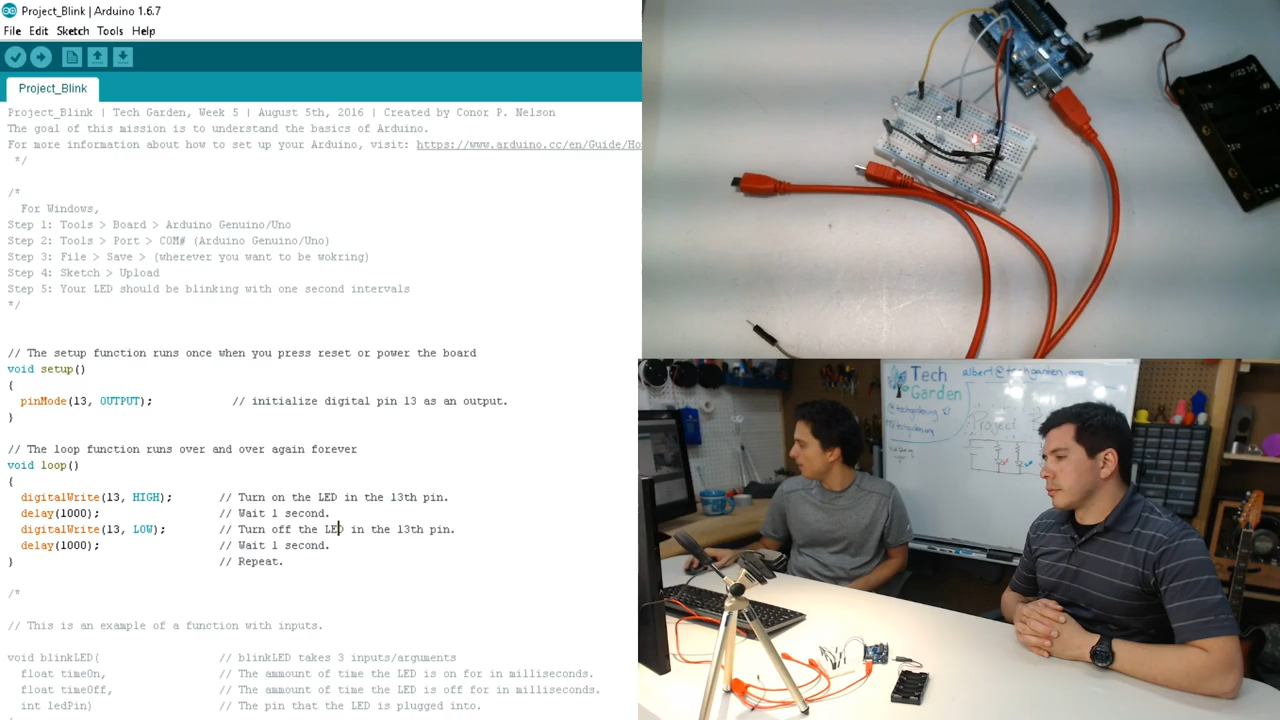 Project_Blink | Arduino 1.6.7
File Edit Sketch Tools Help
Project_Blink
Project_Blink | Tech Garden, Week 5 | August 5th, 2016 | Created by Conor P. Nelson
The goal of this mission is to understand the basics of Arduino.
For more information about how to set up your Arduino, visit: https://www.arduino.cc/en/Guide/Ho
*/
/*
For Windows,
Step 1: Tools > Board > Arduino Genuino/Uno
Step 2: Tools > Port > COM# (Arduino Genuino/Uno)
Step 3: File > Save > (wherever you want to be wokring)
Step 4: Sketch > Upload
Step 5: Your LED should be blinking with one second intervals
*/
// The setup function runs once when you press reset or power the board
void setup()
{
pinMode(13, OUTPUT); // initialize digital pin 13 as an output.
}
// The loop function runs over and over again forever
void loop()
{
digitalWrite(13, HIGH); // Turn on the LED in the 13th pin.
delay(1000); // Wait 1 second.
digitalWrite(13, LOW); // Turn off the LED in the 13th pin.
delay(1000); // Wait 1 second.
} // Repeat.
/*
// This is an example of a function with inputs.
void blinkLED( // blinkLED takes 3 inputs/arguments
float timeOn, // The ammount of time the LED is on for in milliseconds.
float timeOff, // The ammount of time the LED is off for in milliseconds.
int ledPin) // The pin that the LED is plugged into.
Tech
Garden
albert@techgarden.org
Project